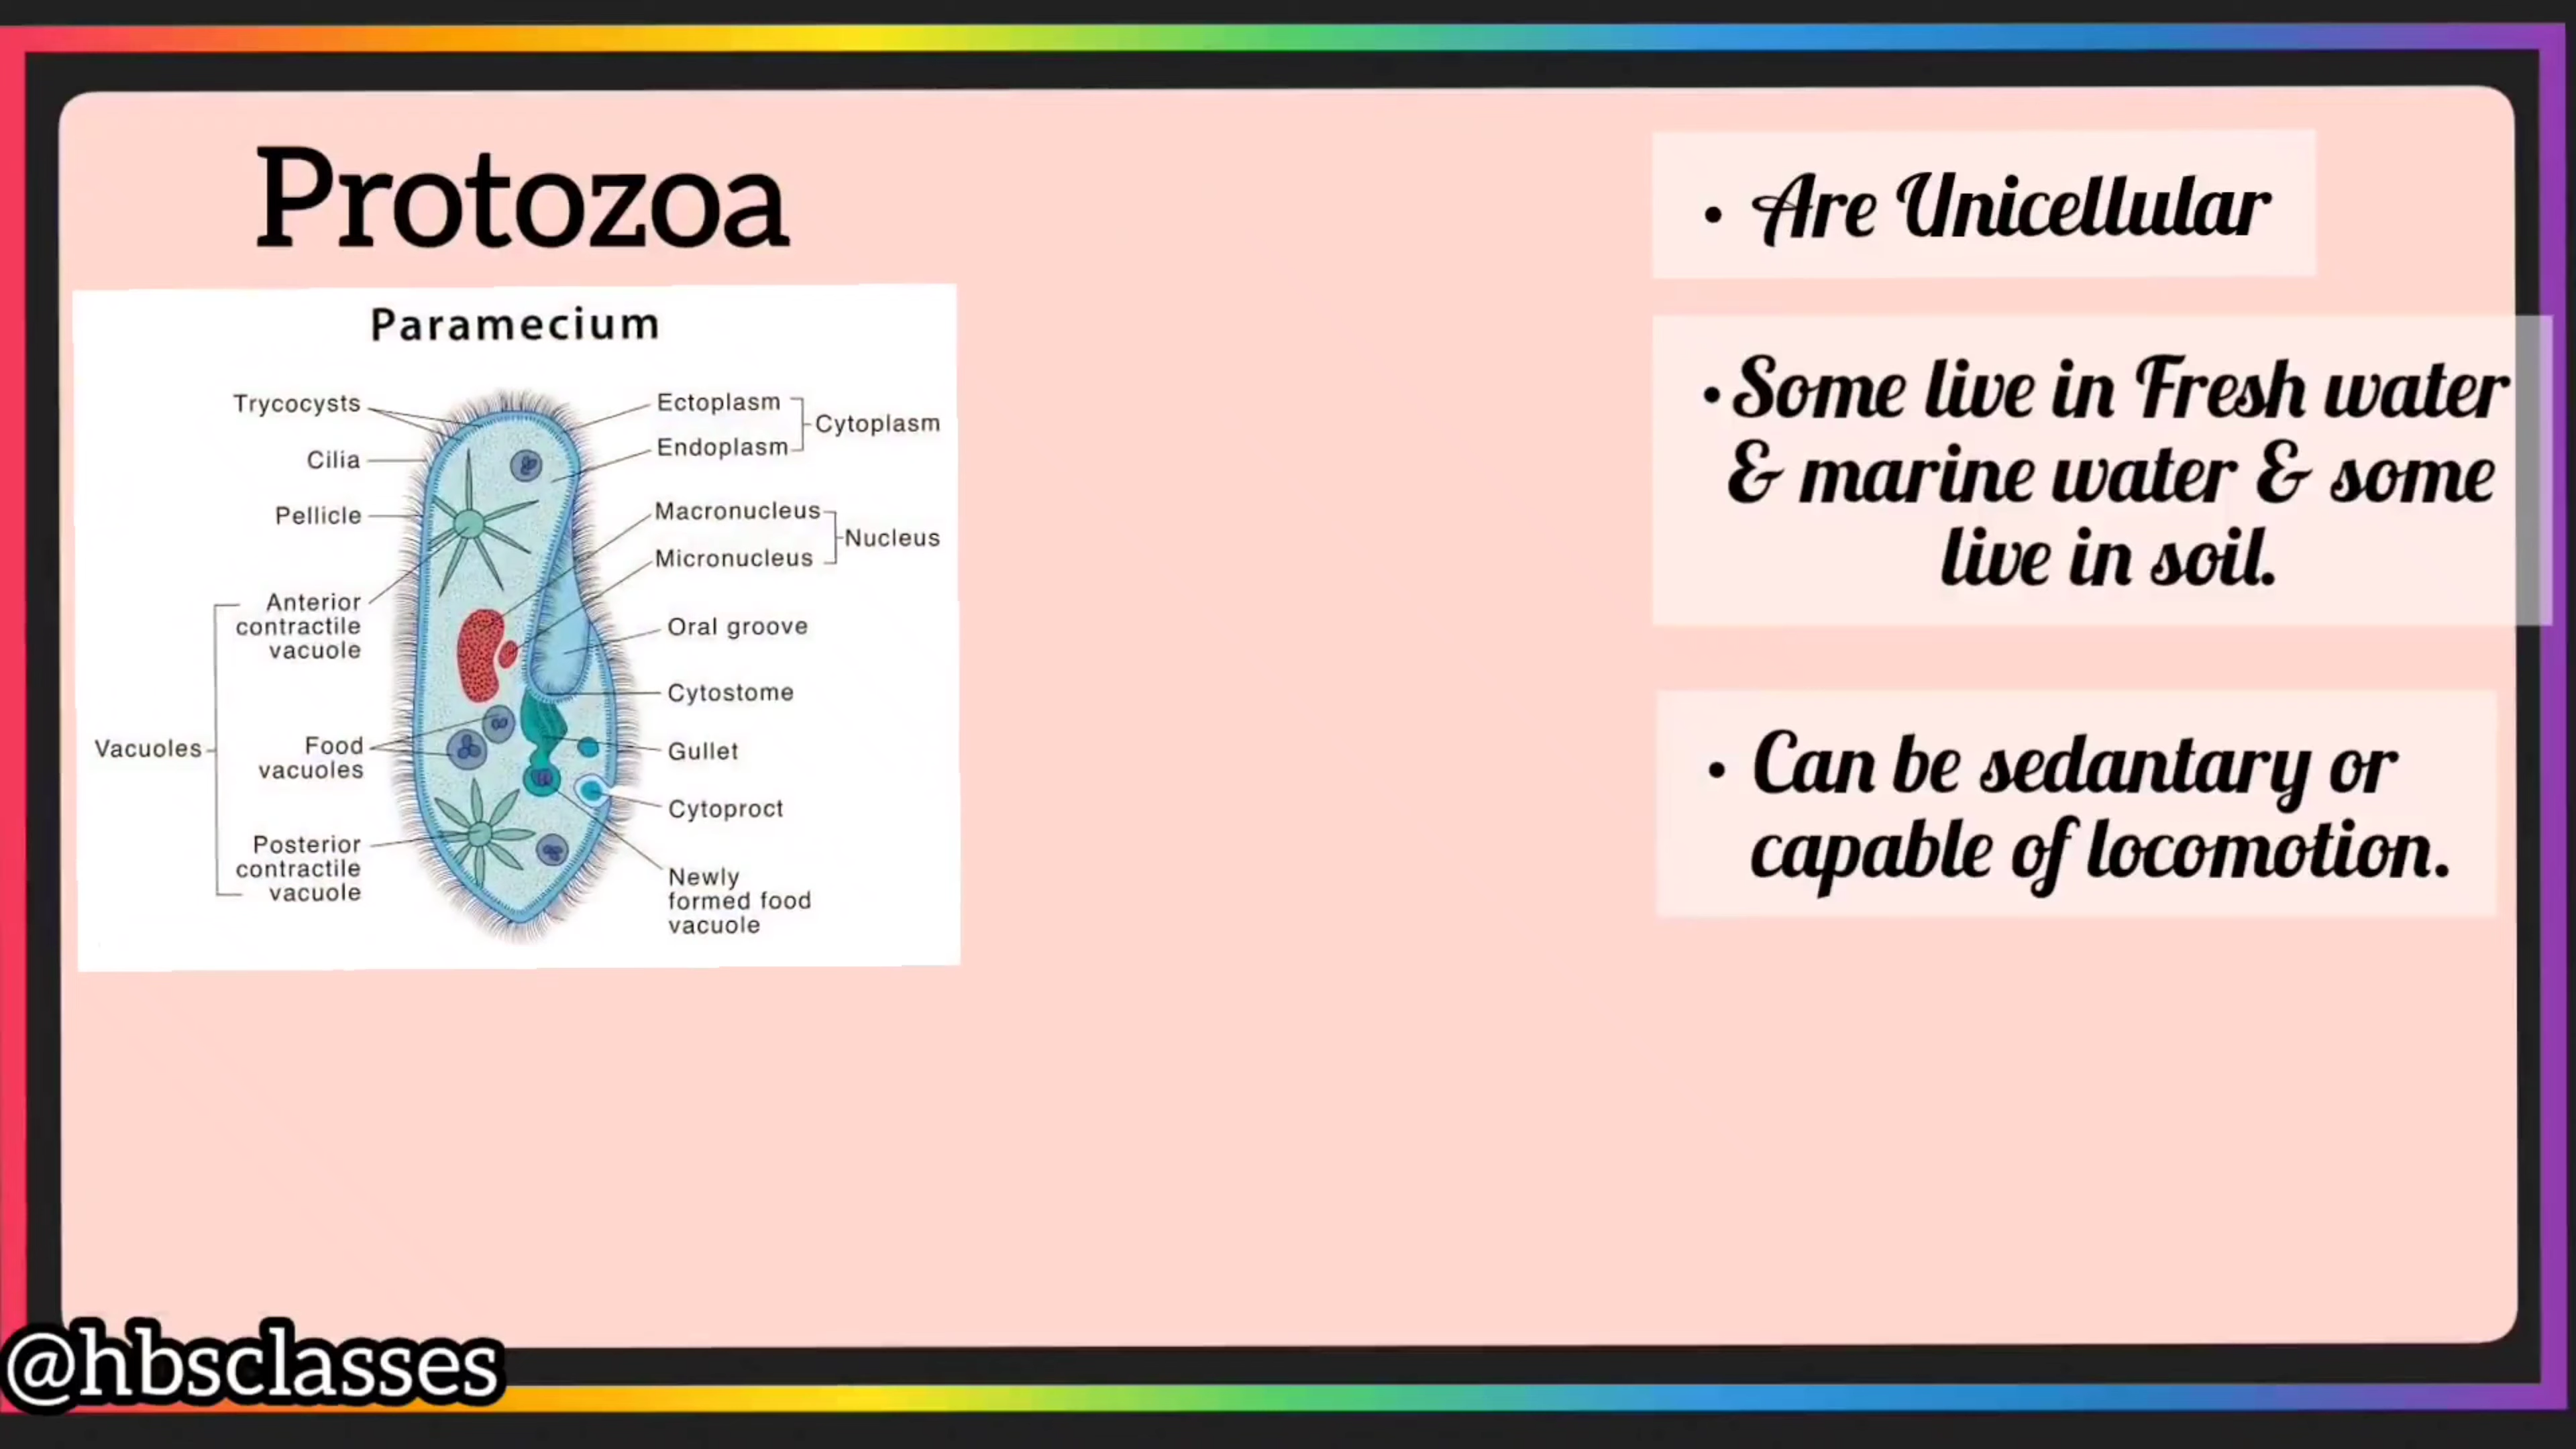 Protozoa
Paramecium
Trycocysts
Cilia
Pellicle
Anterior
contractile
vacuole
Vacuoles
Food
vacuoles
Posterior
contractile
vacuole
Ectoplasm
Endoplasm
Cytoplasm
Macronucleus
Micronucleus
Nucleus
Oral groove
Cytostome
Gullet
Cytoproct
Newly
formed food
vacuole
• Are Unicellular
• Some live in Fresh water
& marine water & some
live in soil.
• Can be sedantary or
capable of locomotion.
@hbsclasses